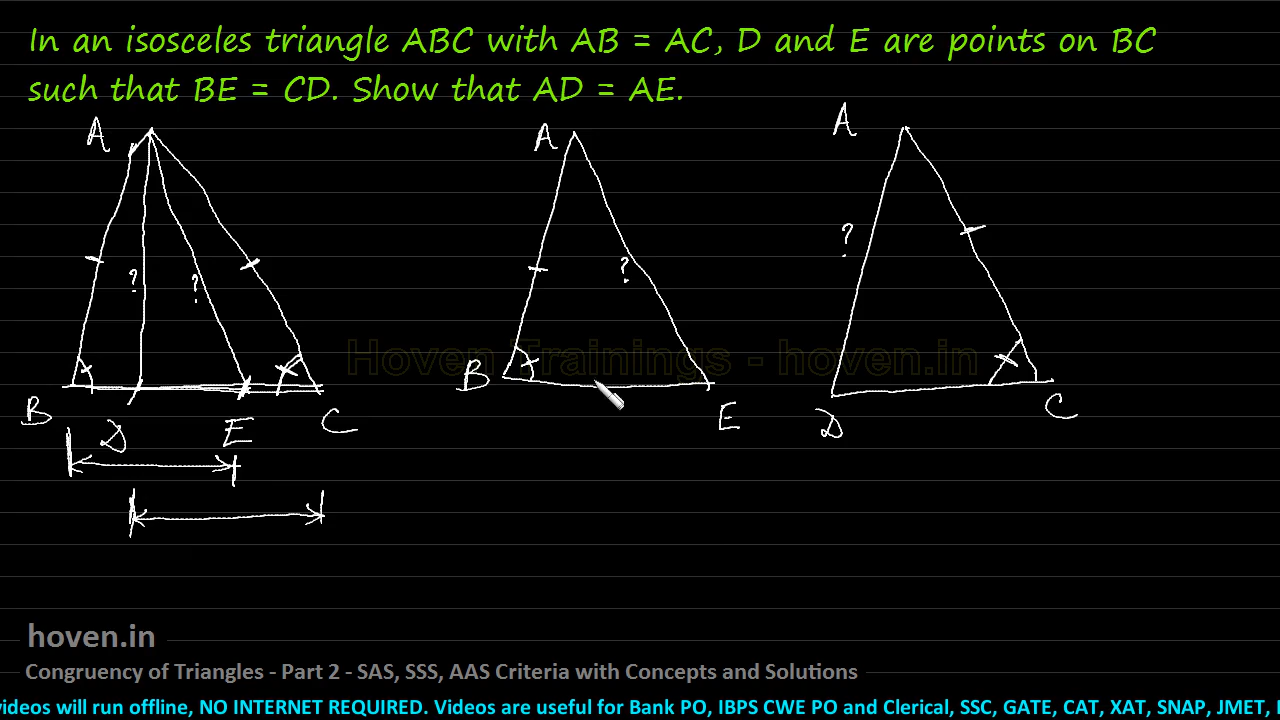 In an isosceles triangle ABC with AB = AC, D and E are points on BC
such that BE = CD. Show that AD = AE.
A A A
? ? ? ?
Hoven Trainings - hoven.in
B D E C B E D C
hoven.in
Congruency of Triangles - Part 2 - SAS, SSS, AAS Criteria with Concepts and Solutions
videos will run offline, NO INTERNET REQUIRED. Videos are useful for Bank PO, IBPS CWE PO and Clerical, SSC, GATE, CAT, XAT, SNAP, JMET,